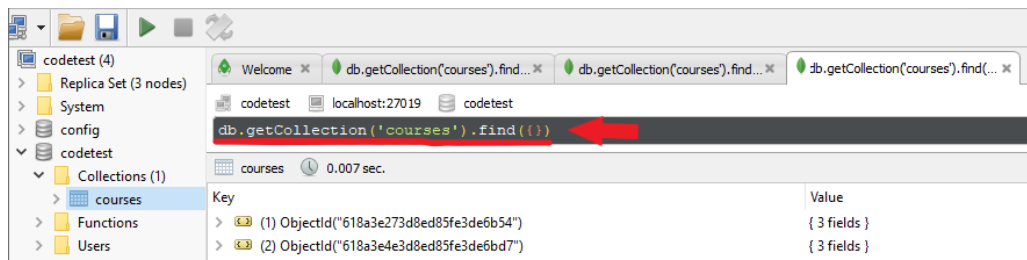 codetest (4)
Replica Set (3 nodes)
System
config
codetest
Collections (1)
courses
Functions
Users
Welcome
db.getCollection('courses').find...
db.getCollection('courses').find...
db.getCollection('courses').find(...
codetest localhost:27019 codetest
db.getCollection('courses').find({})
courses 0.007 sec.
Key Value
(1) ObjectId("618a3e273d8ed85fe3de6b54") { 3 fields }
(2) ObjectId("618a3e4e3d8ed85fe3de6bd7") { 3 fields }